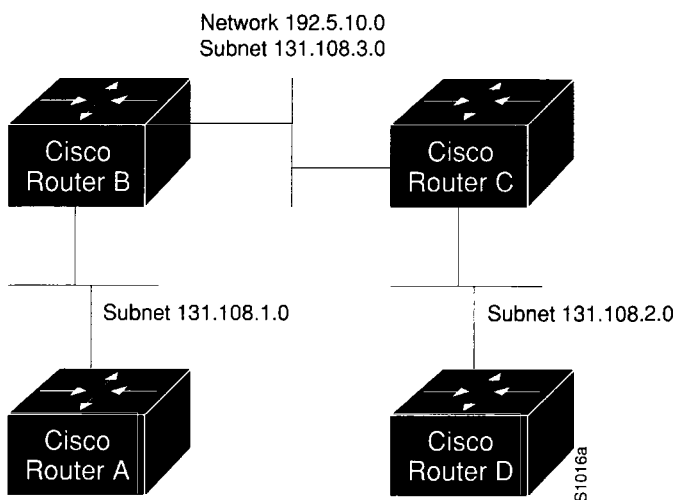 Network 192.5.10.0
Subnet 131.108.3.0
Cisco
Router B
Cisco
Router C
Subnet 131.108.1.0
Subnet 131.108.2.0
Cisco
Router A
Cisco
Router D
S1016a